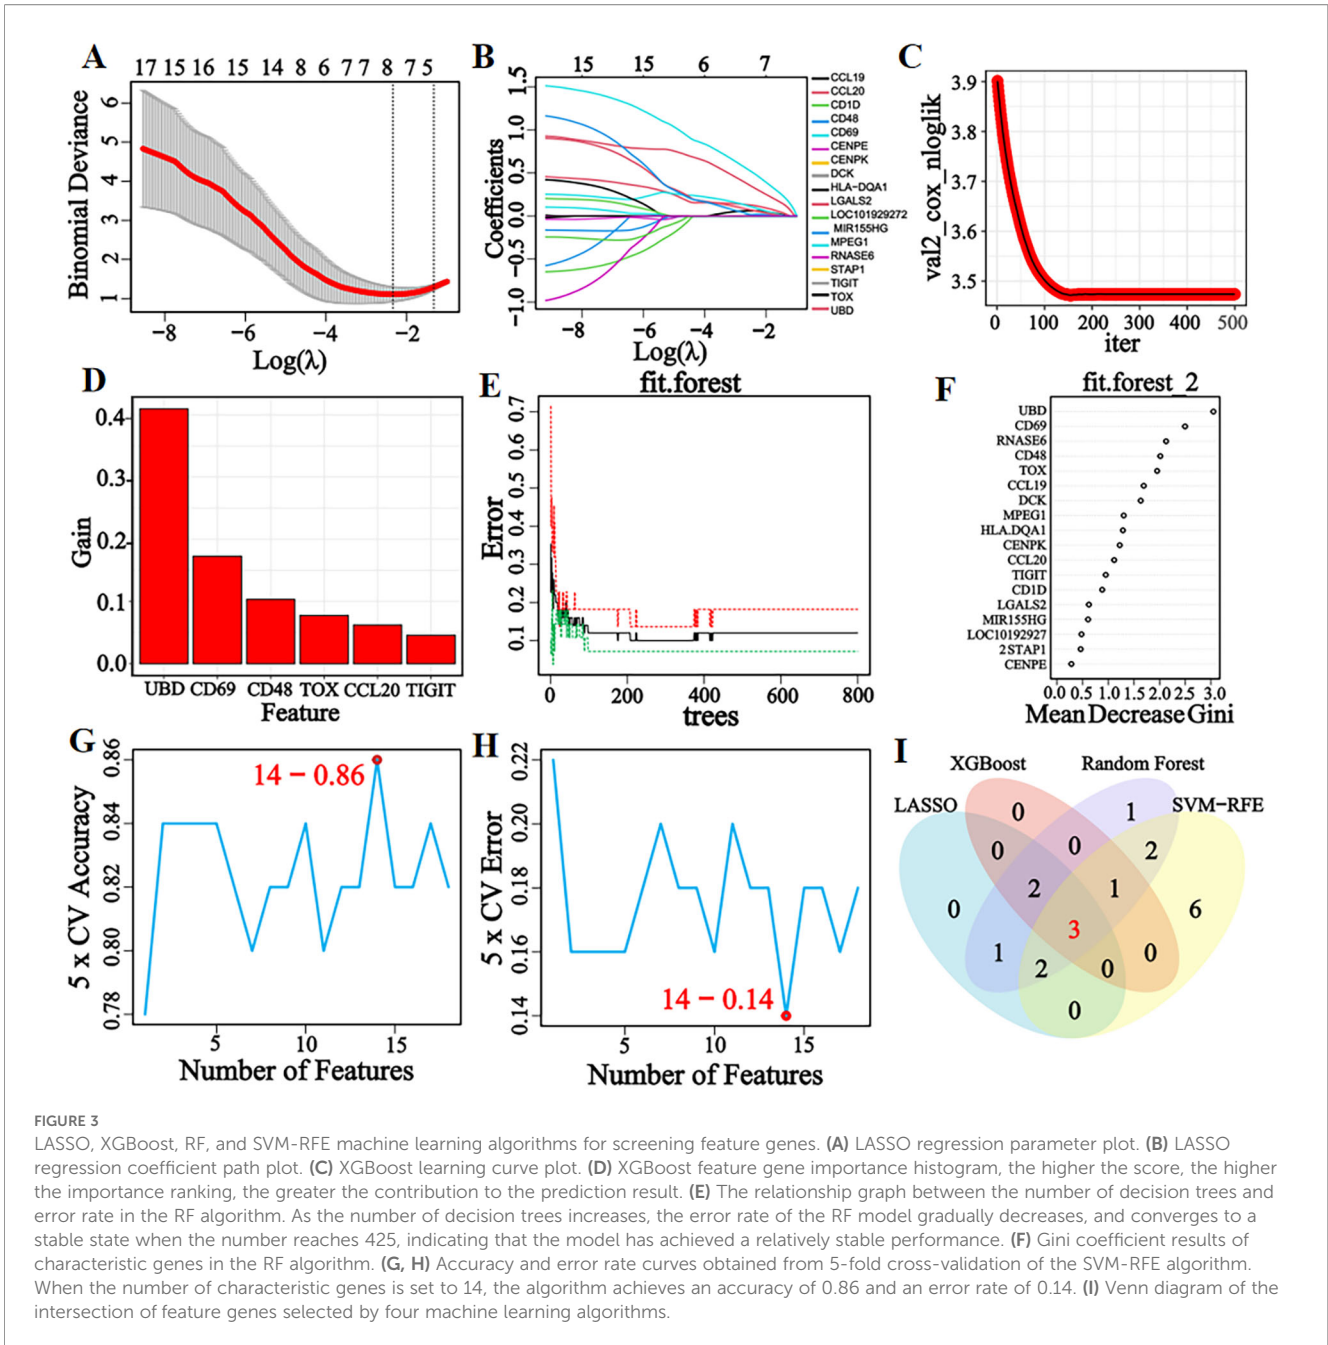 A
17 15 16 15 14 8 6 7 7 8 7 5
Binomial Deviance
6
5
4
3
2
1
−8 −6 −4 −2
Log(λ)
B
15 15 6 7
Coefficients
1.5
1.0
0.5
0.0
−0.5
−1.0
−8 −6 −4 −2
Log(λ)
CCL19
CCL20
CD1D
CD48
CD69
CENPE
CENPK
DCK
HLA−DQA1
LGALS2
LOC101929272
MIR155HG
MPEG1
RNASE6
STAP1
TIGIT
TOX
UBD
C
val2_cox_nloglik
3.9
3.8
3.7
3.6
3.5
0 100 200 300 400 500
iter
D
Gain
0.4
0.3
0.2
0.1
0.0
UBD CD69 CD48 TOX CCL20 TIGIT
Feature
E
fit.forest
Error
0.7
0.6
0.5
0.4
0.3
0.2
0.1
0 200 400 600 800
trees
F
fit.forest_2
UBD
CD69
RNASE6
CD48
TOX
CCL19
DCK
MPEG1
HLA.DQA1
CENPK
CCL20
TIGIT
CD1D
LGALS2
MIR155HG
LOC10192927
2STAP1
CENPE
0.0 0.5 1.0 1.5 2.0 2.5 3.0
Mean Decrease Gini
G
5 x CV Accuracy
0.86
0.84
0.82
0.80
0.78
14 − 0.86
5 10 15
Number of Features
H
5 x CV Error
0.22
0.20
0.18
0.16
0.14
14 − 0.14
5 10 15
Number of Features
I
XGBoost Random Forest
LASSO SVM−RFE
0 1
0 0 2
2 1
0 3 6
1 2 0 0
0
FIGURE 3
LASSO, XGBoost, RF, and SVM-RFE machine learning algorithms for screening feature genes. (A) LASSO regression parameter plot. (B) LASSO
regression coefficient path plot. (C) XGBoost learning curve plot. (D) XGBoost feature gene importance histogram, the higher the score, the higher
the importance ranking, the greater the contribution to the prediction result. (E) The relationship graph between the number of decision trees and
error rate in the RF algorithm. As the number of decision trees increases, the error rate of the RF model gradually decreases, and converges to a
stable state when the number reaches 425, indicating that the model has achieved a relatively stable performance. (F) Gini coefficient results of
characteristic genes in the RF algorithm. (G, H) Accuracy and error rate curves obtained from 5-fold cross-validation of the SVM-RFE algorithm.
When the number of characteristic genes is set to 14, the algorithm achieves an accuracy of 0.86 and an error rate of 0.14. (I) Venn diagram of the
intersection of feature genes selected by four machine learning algorithms.